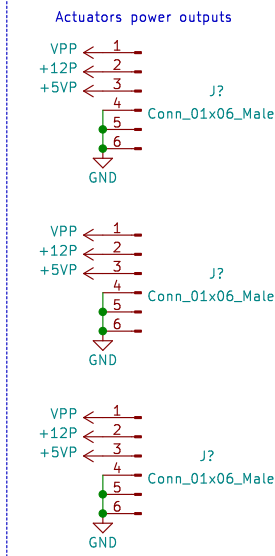 Actuators power outputs
VPP 1
+12P 2
+5VP 3
J?
4
Conn_01x06_Male
5
6
GND
VPP 1
+12P 2
+5VP 3
J?
4
Conn_01x06_Male
5
6
GND
VPP 1
+12P 2
+5VP 3
J?
4
Conn_01x06_Male
5
6
GND